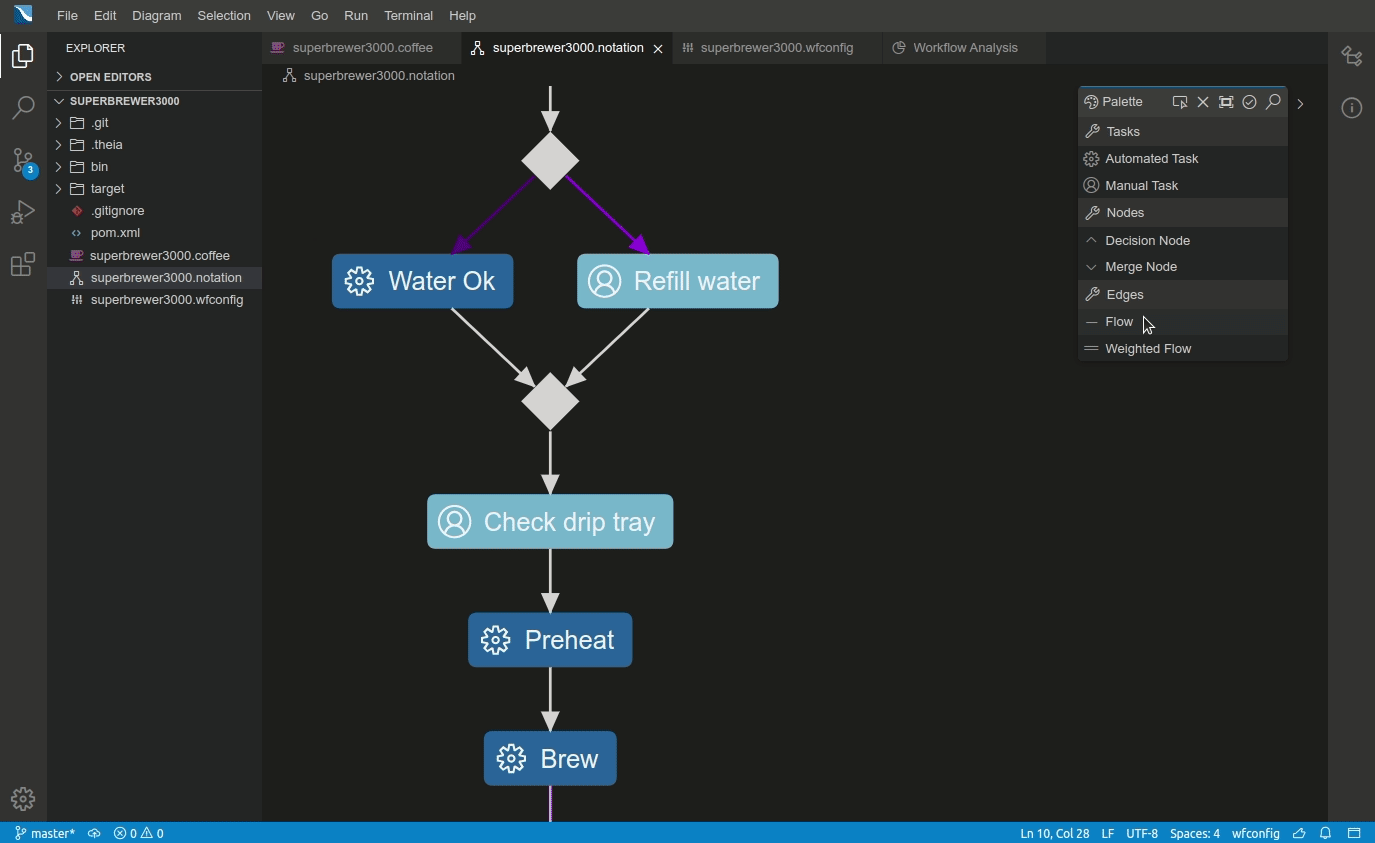 File Edit Diagram Selection View Go Run Terminal Help
EXPLORER
OPEN EDITORS
SUPERBREWER3000
.git
.theia
bin
target
.gitignore
pom.xml
superbrewer3000.coffee
superbrewer3000.notation
superbrewer3000.wfconfig
3
superbrewer3000.coffee superbrewer3000.notation superbrewer3000.wfconfig Workflow Analysis
superbrewer3000.notation
Water Ok Refill water
Check drip tray
Preheat
Brew
Palette
Tasks
Automated Task
Manual Task
Nodes
Decision Node
Merge Node
Edges
Flow
Weighted Flow
master* 0 0 Ln 10, Col 28 LF UTF-8 Spaces: 4 wfconfig